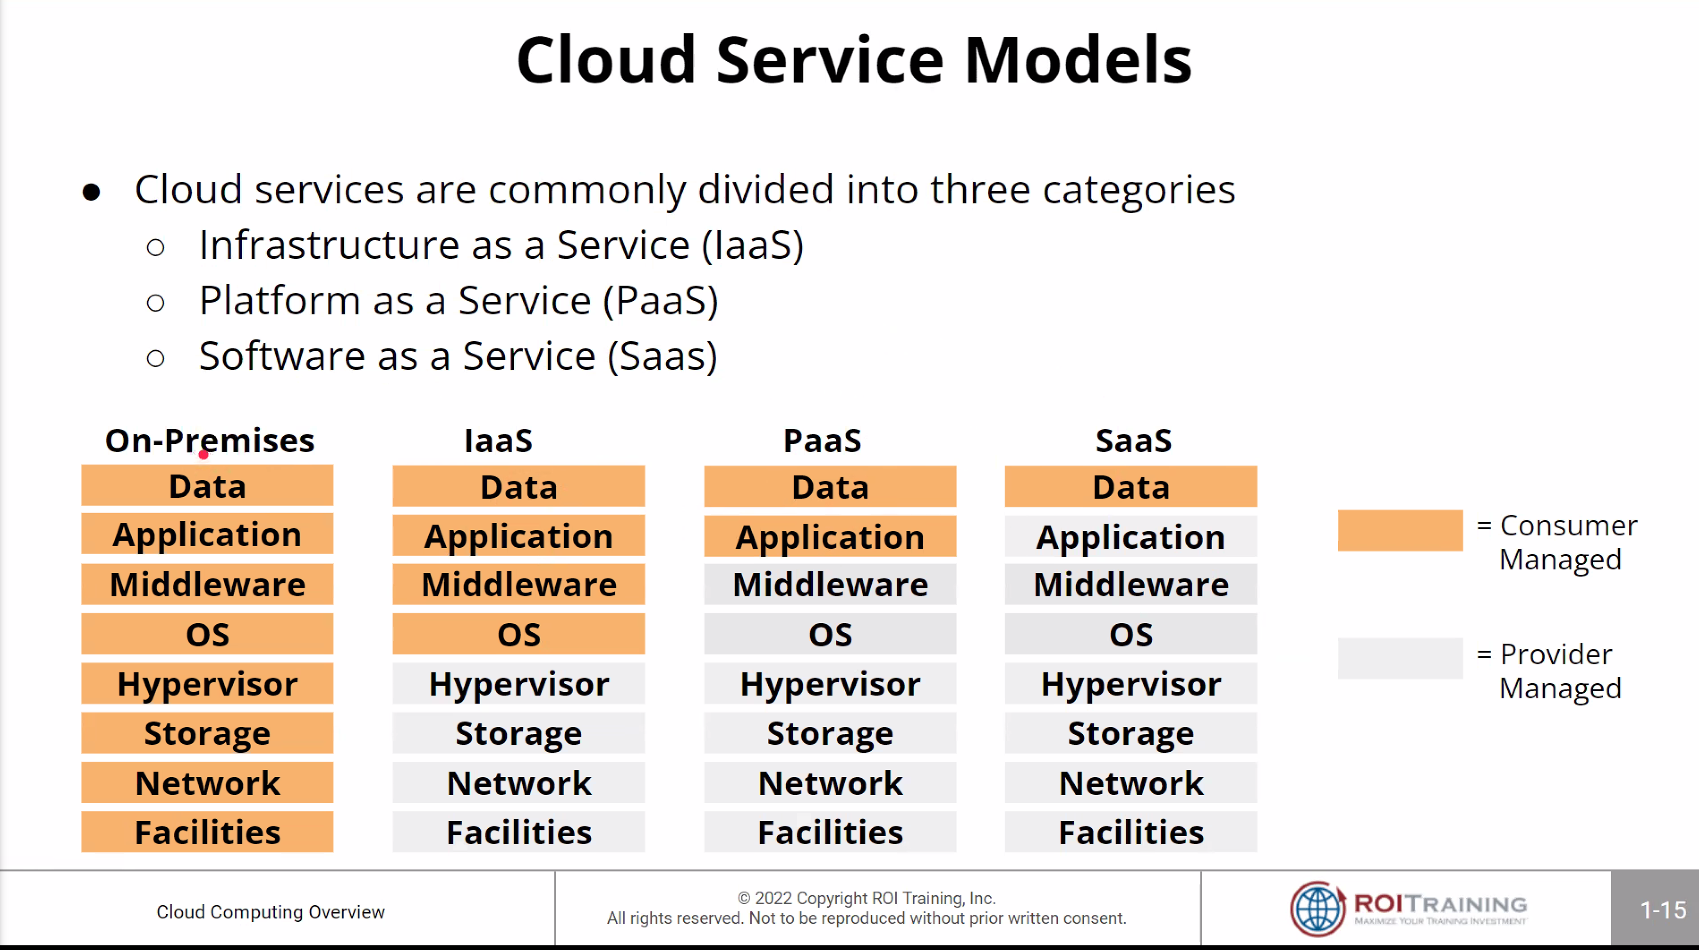 Cloud Service Models
● Cloud services are commonly divided into three categories
○ Infrastructure as a Service (IaaS)
○ Platform as a Service (PaaS)
○ Software as a Service (Saas)
On-Premises IaaS PaaS SaaS
Data Data Data Data
Application Application Application Application
Middleware Middleware Middleware Middleware
OS OS OS OS
Hypervisor Hypervisor Hypervisor Hypervisor
Storage Storage Storage Storage
Network Network Network Network
Facilities Facilities Facilities Facilities
= Consumer
Managed
= Provider
Managed
Cloud Computing Overview
© 2022 Copyright ROI Training, Inc.
All rights reserved. Not to be reproduced without prior written consent.
ROITRAINING
MAXIMIZE YOUR TRAINING INVESTMENT
1-15